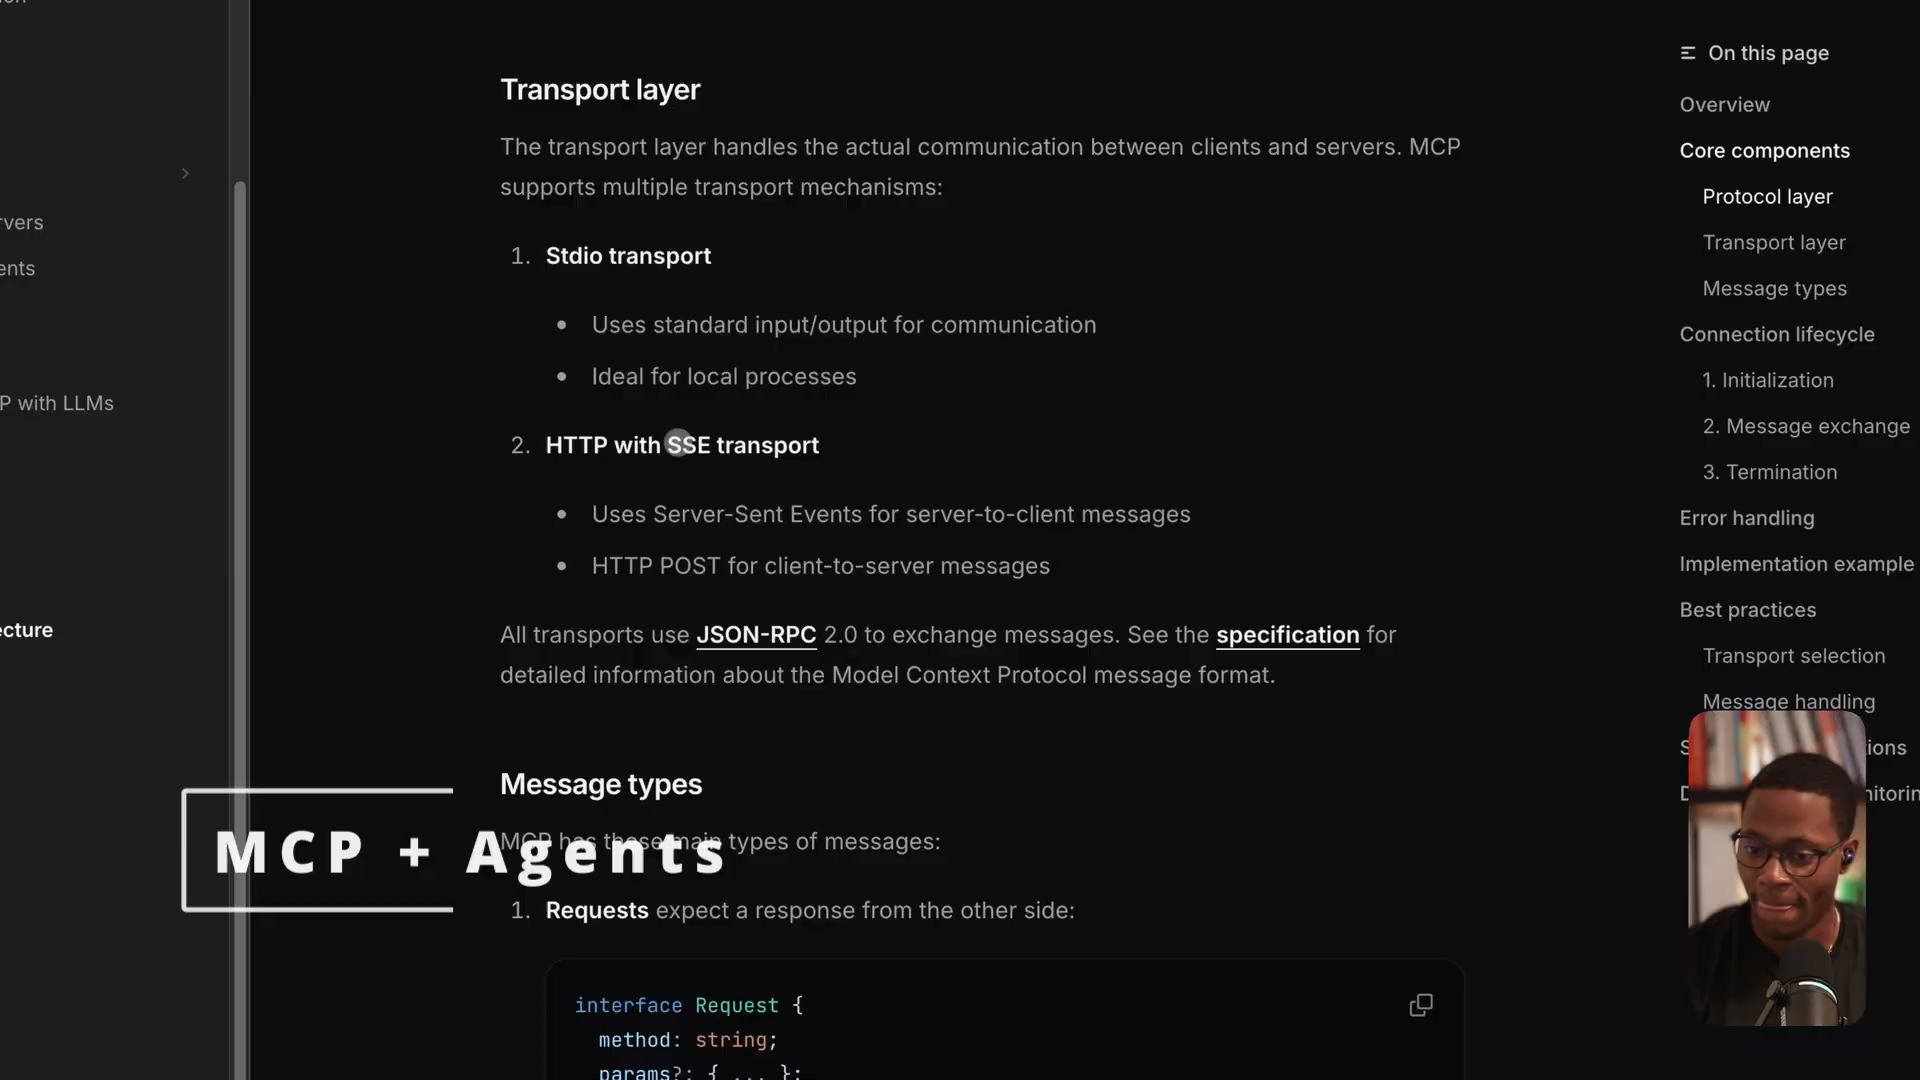 rvers
ents
P with LLMs
ecture
Transport layer
The transport layer handles the actual communication between clients and servers. MCP
supports multiple transport mechanisms:
1. Stdio transport
• Uses standard input/output for communication
• Ideal for local processes
2. HTTP with SSE transport
• Uses Server-Sent Events for server-to-client messages
• HTTP POST for client-to-server messages
All transports use JSON-RPC 2.0 to exchange messages. See the specification for
detailed information about the Model Context Protocol message format.
Message types
MCP has these main types of messages:
MCP + Agents
1. Requests expect a response from the other side:
interface Request {
method: string;
params?: { ... };
On this page
Overview
Core components
Protocol layer
Transport layer
Message types
Connection lifecycle
1. Initialization
2. Message exchange
3. Termination
Error handling
Implementation example
Best practices
Transport selection
Message handling